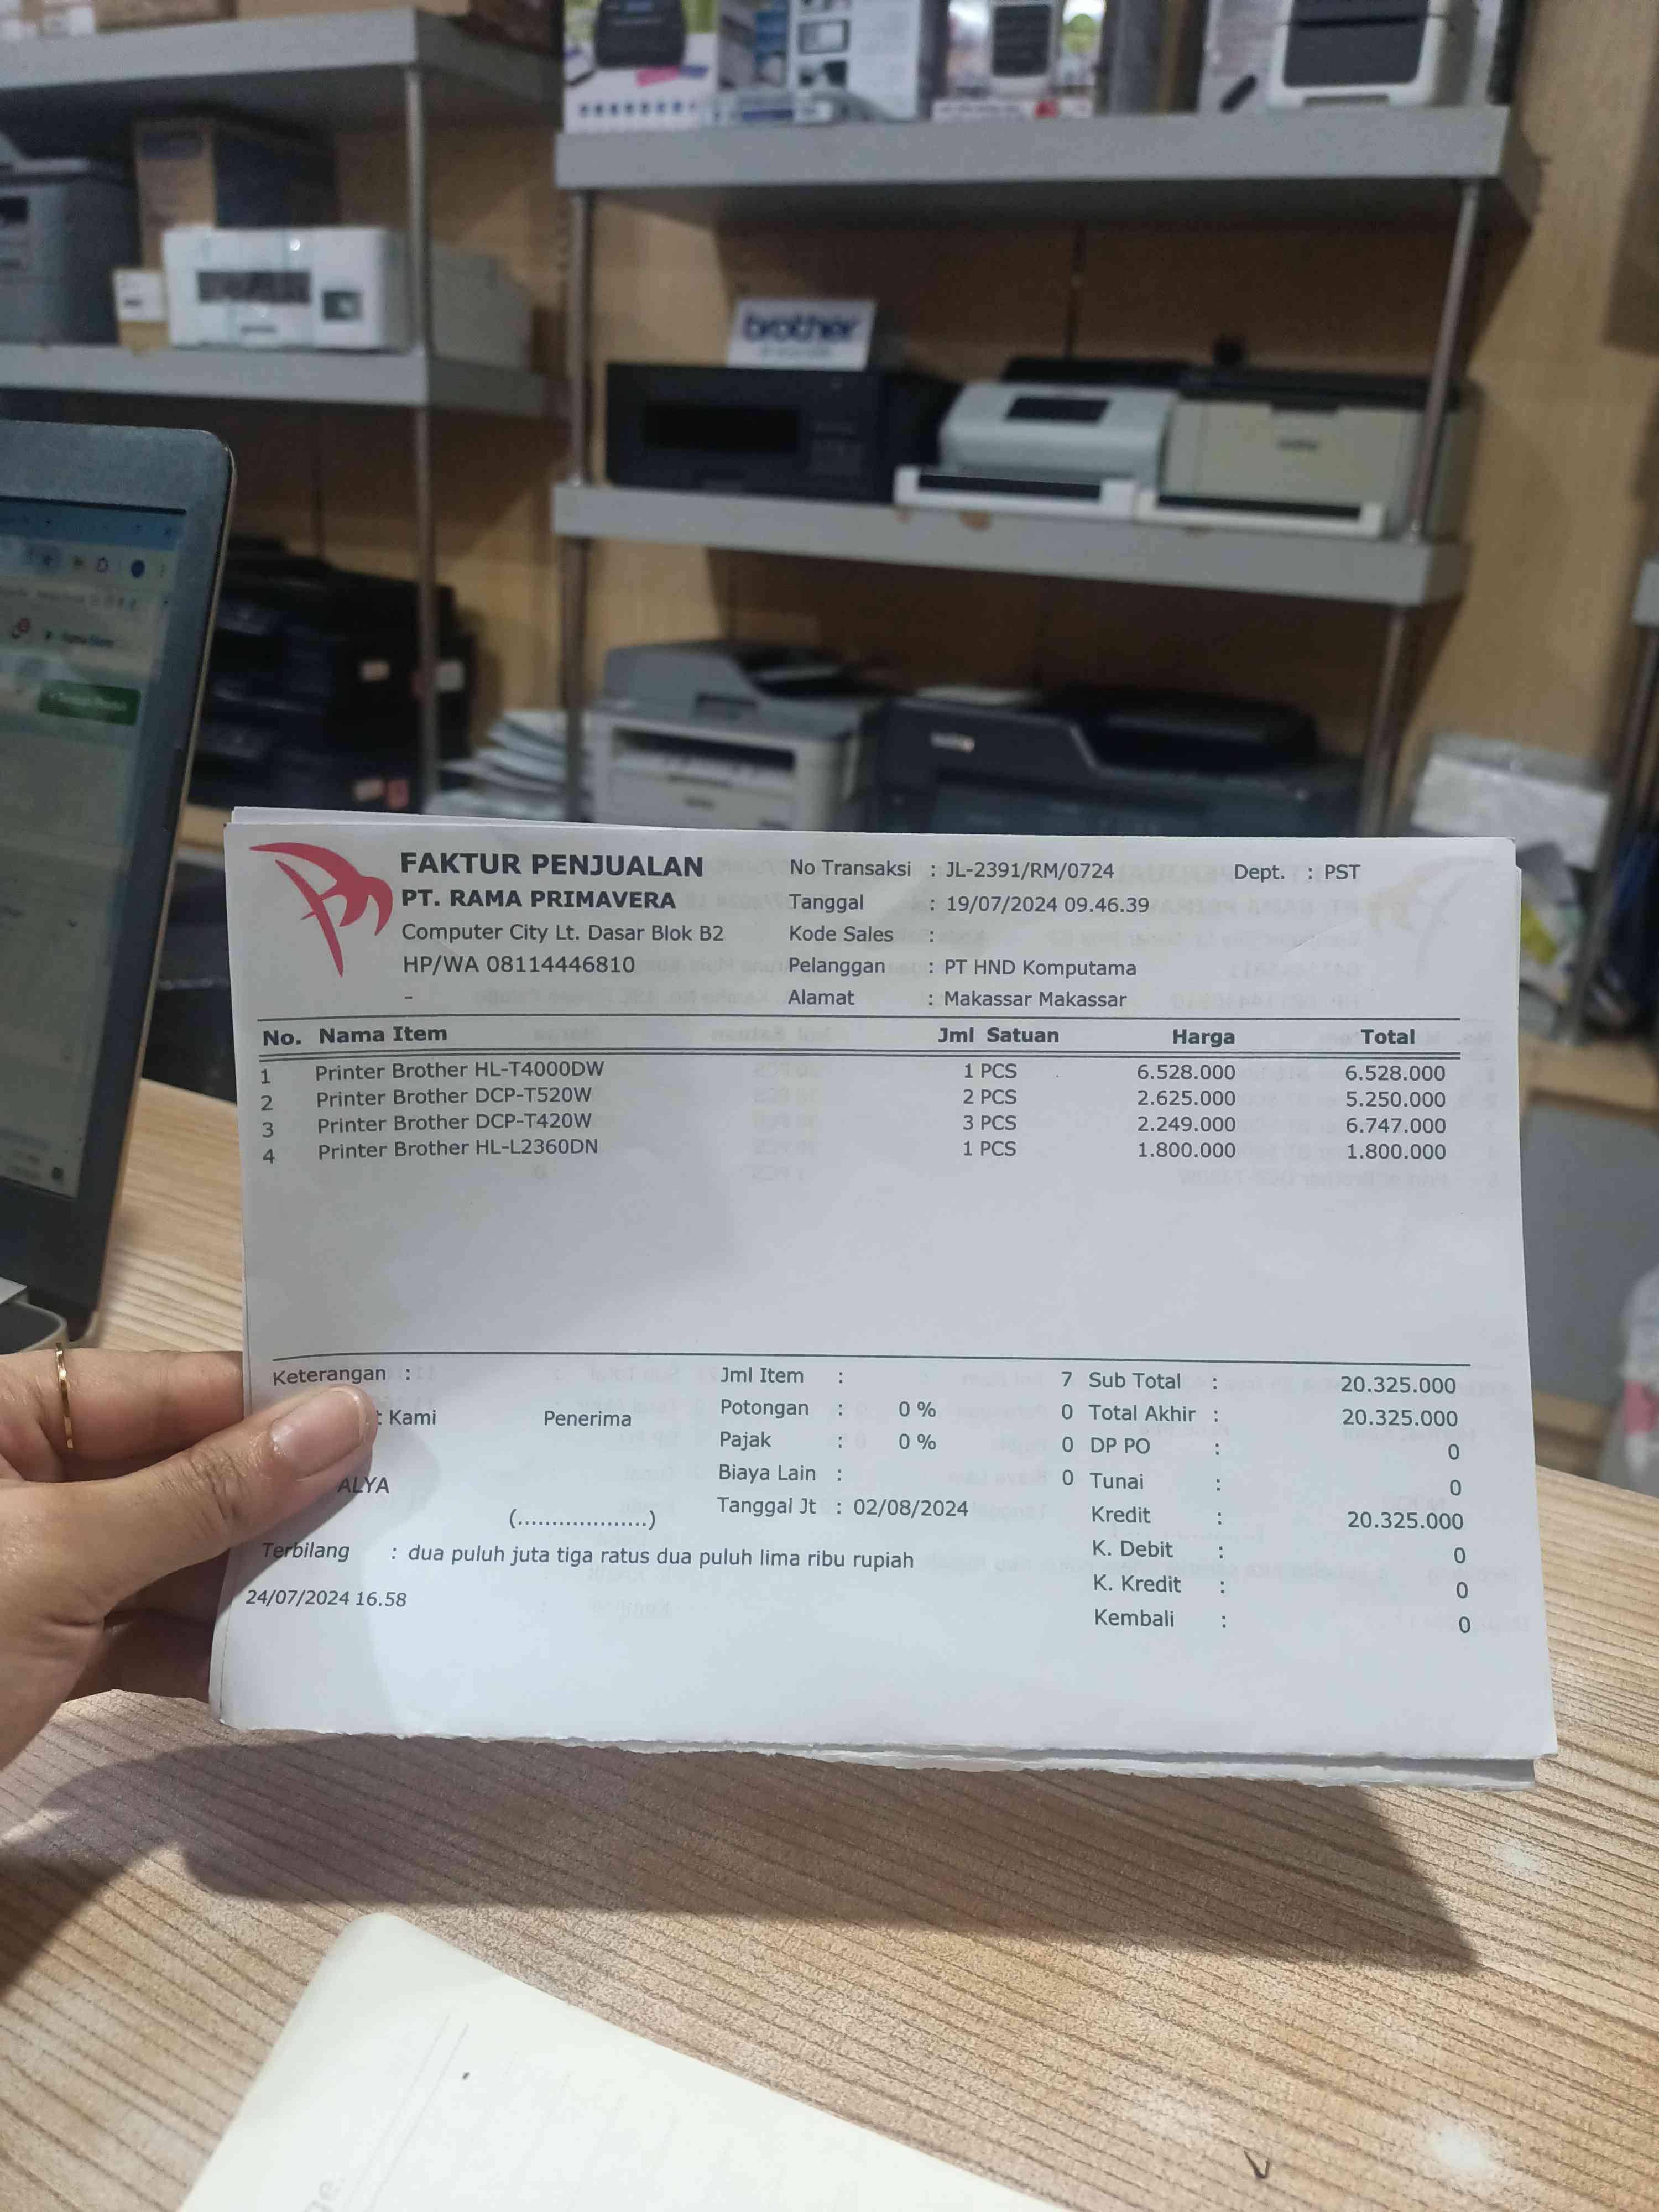 brother
FAKTUR PENJUALAN
PT. RAMA PRIMAVERA
Computer City Lt. Dasar Blok B2
HP/WA 08114446810
-
No Transaksi : JL-2391/RM/0724 Dept. : PST
Tanggal : 19/07/2024 09.46.39
Kode Sales :
Pelanggan : PT HND Komputama
Alamat : Makassar Makassar
No. Nama Item Jml Satuan Harga Total
1 Printer Brother HL-T4000DW 1 PCS 6.528.000 6.528.000
2 Printer Brother DCP-T520W 2 PCS 2.625.000 5.250.000
3 Printer Brother DCP-T420W 3 PCS 2.249.000 6.747.000
4 Printer Brother HL-L2360DN 1 PCS 1.800.000 1.800.000
Keterangan :
t Kami Penerima
ALYA
(...................)
Jml Item : 7
Potongan : 0 % 0
Pajak : 0 % 0
Biaya Lain : 0
Tanggal Jt : 02/08/2024
Sub Total : 20.325.000
Total Akhir : 20.325.000
DP PO : 0
Tunai : 0
Kredit : 20.325.000
K. Debit : 0
K. Kredit : 0
Kembali : 0
Terbilang : dua puluh juta tiga ratus dua puluh lima ribu rupiah
24/07/2024 16.58